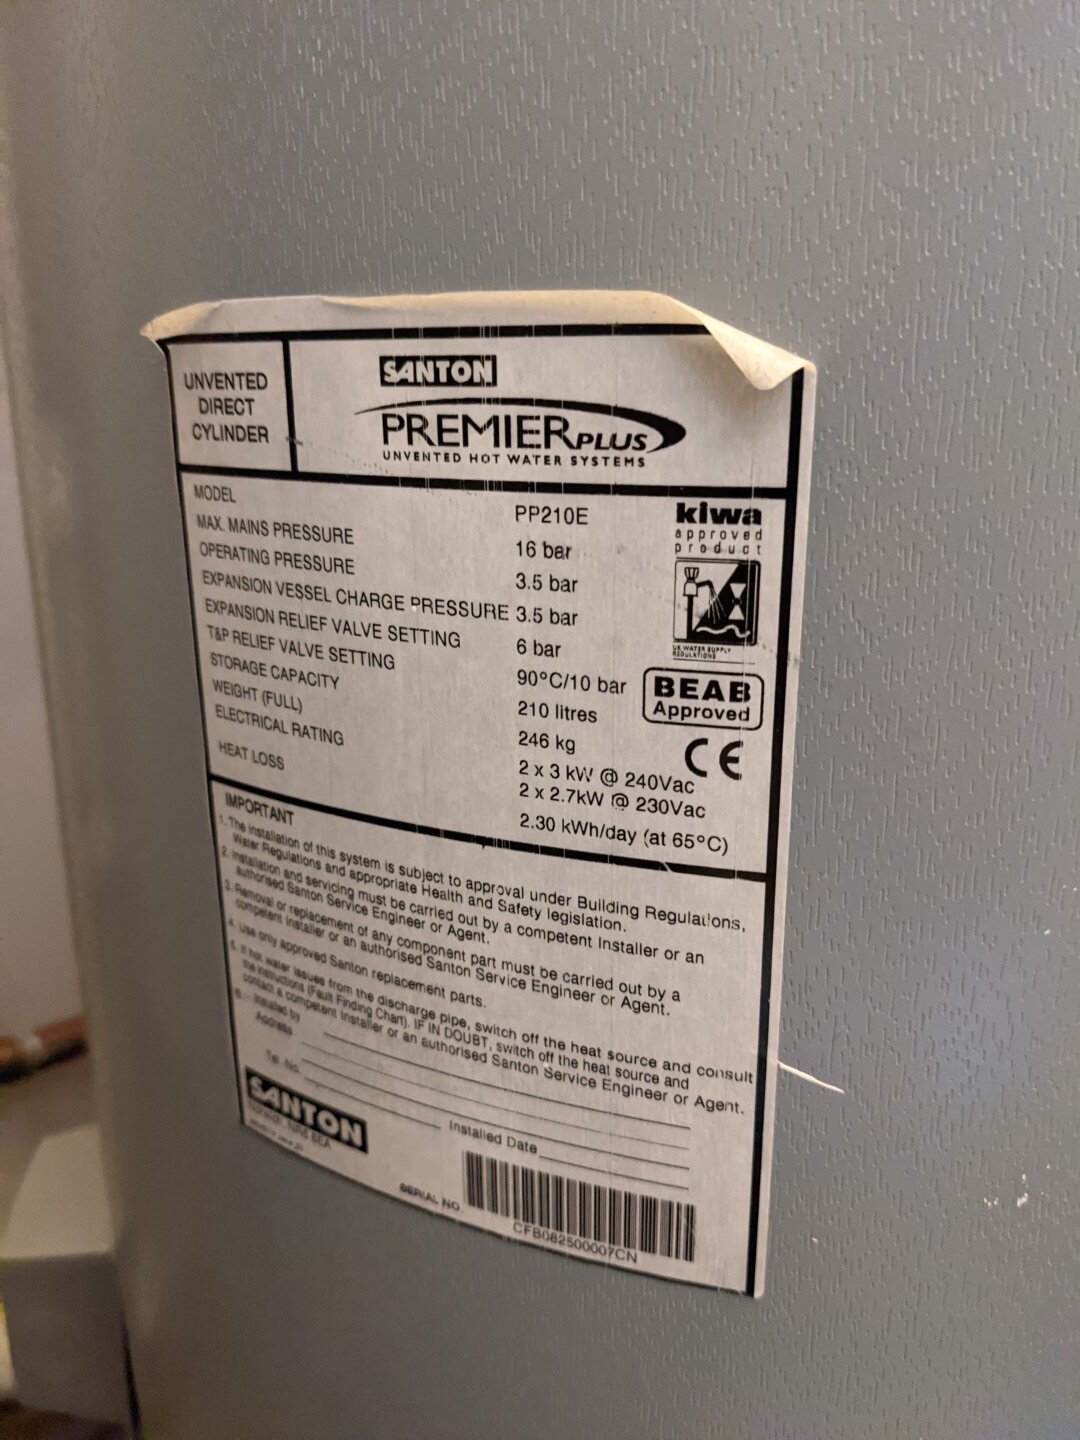 UNVENTED
DIRECT
CYLINDER
SANTON
PREMIERPLUS
UNVENTED HOT WATER SYSTEMS
MODEL PP210E
MAX. MAINS PRESSURE 16 bar
OPERATING PRESSURE 3.5 bar
EXPANSION VESSEL CHARGE PRESSURE 3.5 bar
EXPANSION RELIEF VALVE SETTING 6 bar
T&P RELIEF VALVE SETTING 90°C/10 bar
STORAGE CAPACITY 210 litres
WEIGHT (FULL) 246 kg
ELECTRICAL RATING 2 x 3 kW @ 240Vac
2 x 2.7kW @ 230Vac
HEAT LOSS 2.30 kWh/day (at 65°C)
kiwa
approved
product
UK WATER SUPPLY
REGULATIONS
BEAB
Approved
CE
IMPORTANT
1. The installation of this system is subject to approval under Building Regulations,
Water Regulations and appropriate Health and Safety legislation.
2. Installation and servicing must be carried out by a competent Installer or an
authorised Santon Service Engineer or Agent.
3. Removal or replacement of any component part must be carried out by a
competent Installer or an authorised Santon Service Engineer or Agent.
4. Use only approved Santon replacement parts.
5. If hot water issues from the discharge pipe, switch off the heat source and consult
the instructions (Fault Finding Chart). IF IN DOUBT, switch off the heat source and
contact a competent Installer or an authorised Santon Service Engineer or Agent.
6. Installed by
Address
Tel. No.
Installed Date
SANTON
SERIAL NO.
CFB082500007CN